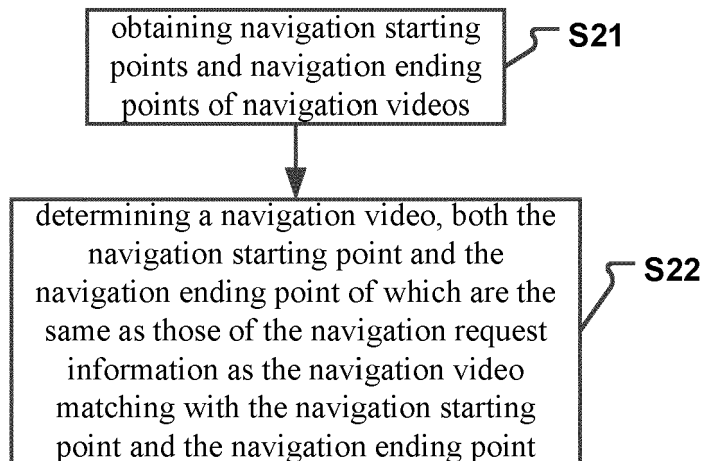 obtaining navigation starting
points and navigation ending
points of navigation videos
S21
determining a navigation video, both the
navigation starting point and the
navigation ending point of which are the
same as those of the navigation request
information as the navigation video
matching with the navigation starting
point and the navigation ending point
S22